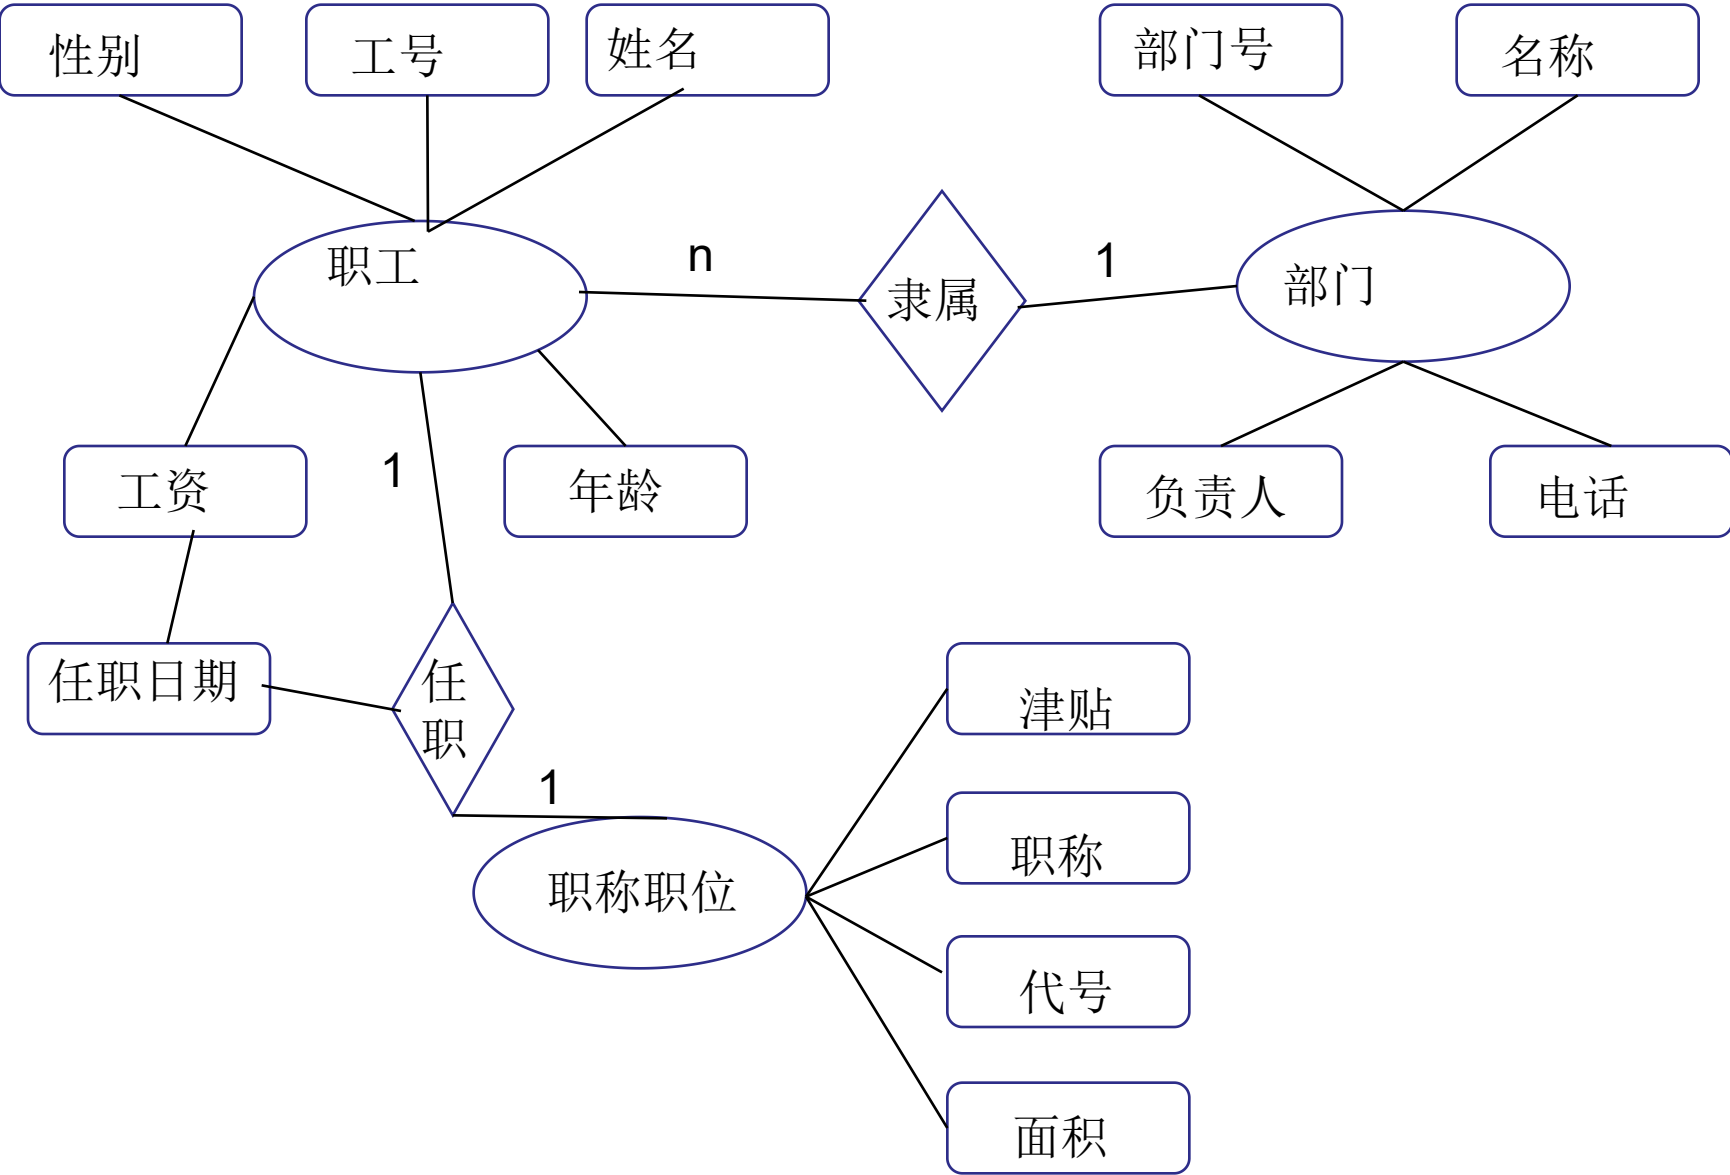 性别
工号
姓名
部门号
名称
职工
n
隶属
1
部门
工资
1
年龄
负责人
电话
任职日期
任
职
1
津贴
职称职位
职称
代号
面积